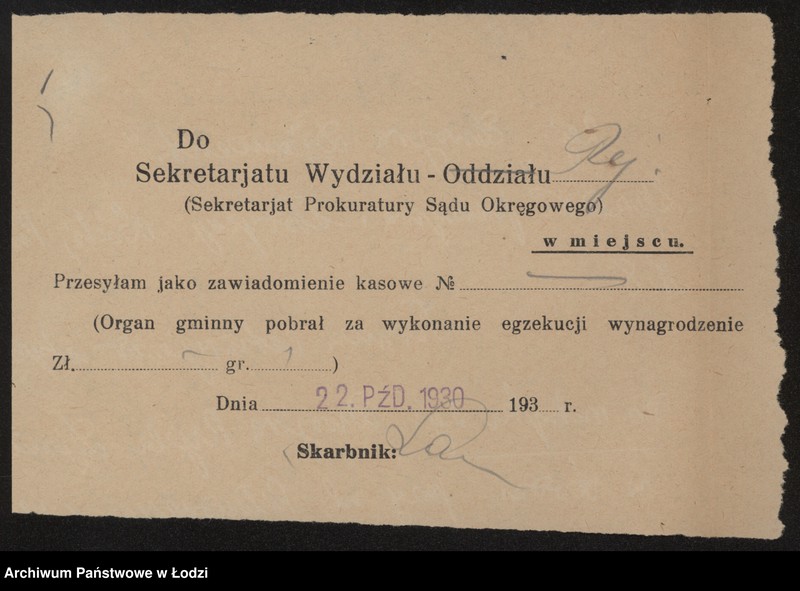 Do
Sekretarjatu Wydziału - Oddziału Rej.
(Sekretarjat Prokuratury Sądu Okręgowego)
w miejscu.
Przesyłam jako zawiadomienie kasowe № —
(Organ gminny pobrał za wykonanie egzekucji wynagrodzenie
Zł. gr. )
Dnia 22. PŹD. 1930 193 r.
Skarbnik:
Archiwum Państwowe w Łodzi